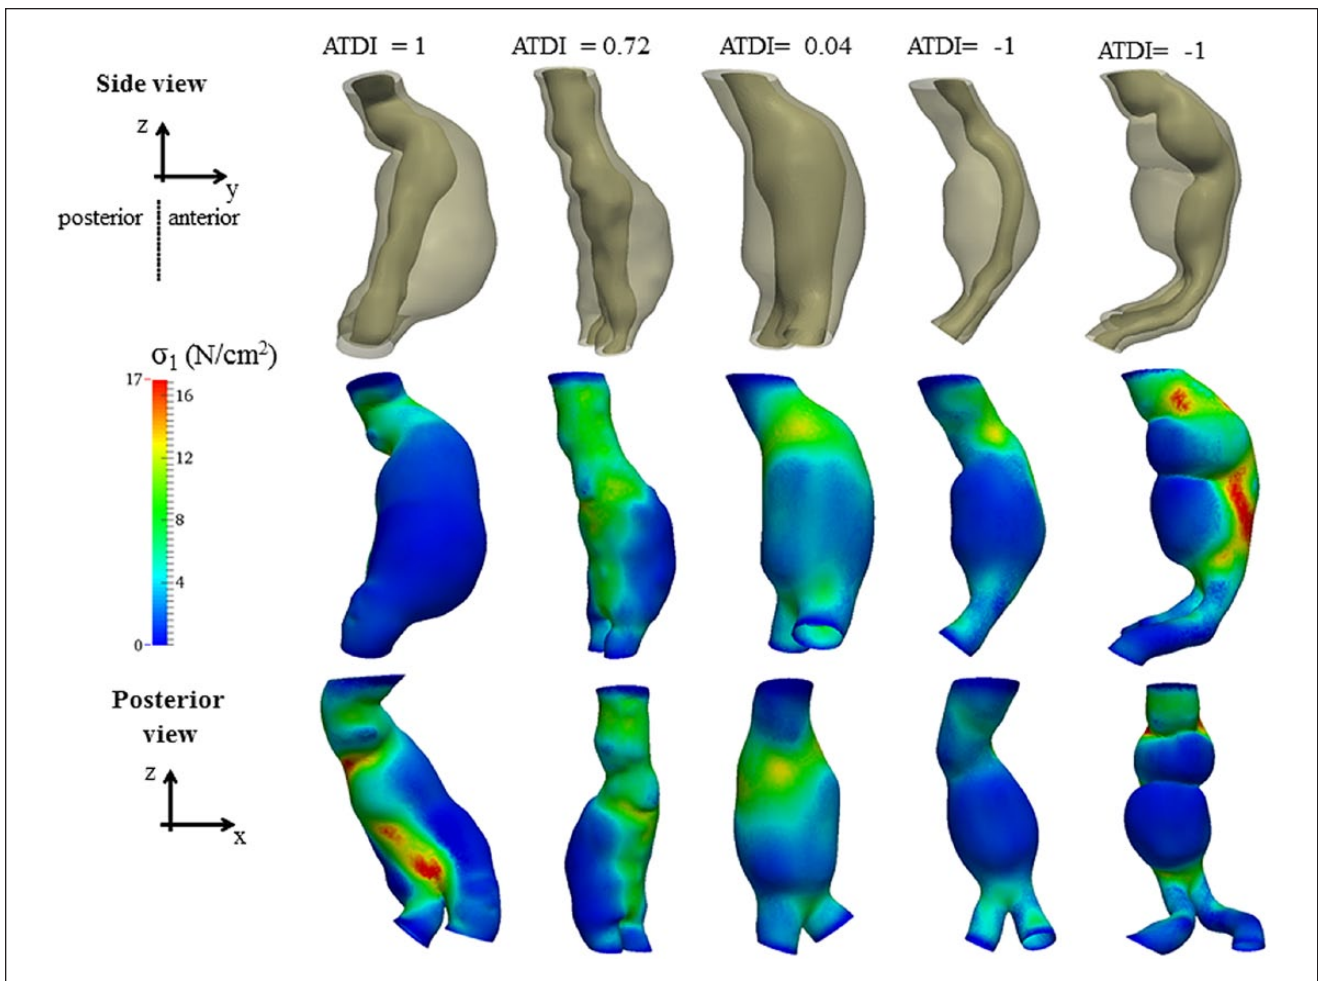 ATDI = 1
ATDI = 0.72
ATDI= 0.04
ATDI= -1
ATDI= -1
Side view
z
y
posterior
anterior
σ₁ (N/cm²)
17
16
12
8
4
0
Posterior
view
z
x